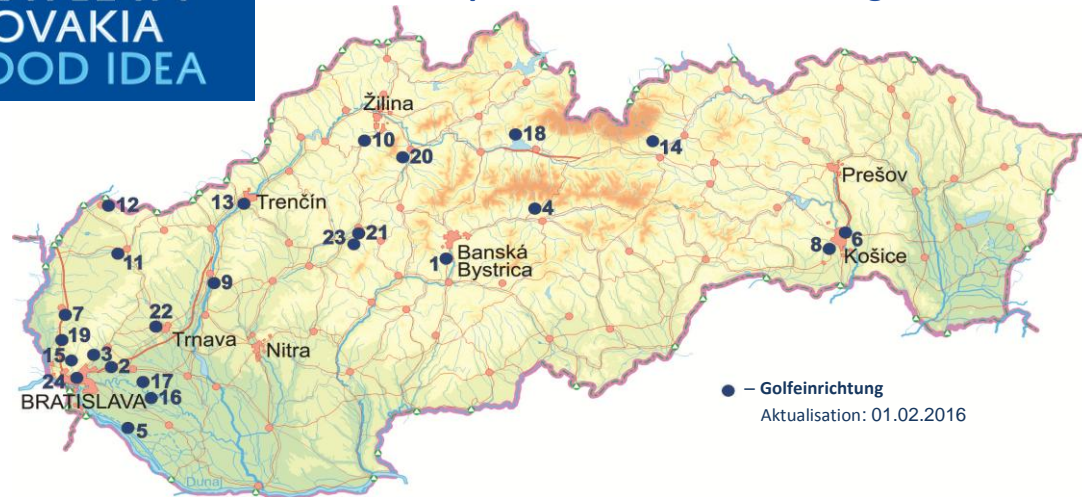 OVAKIA
OOD IDEA
Žilina
10
20
18
14
Prešov
12
13
Trenčín
4
6
8
Košice
11
21
23
1
Banská
Bystrica
9
7
22
Trnava
19
15
3
2
Nitra
24
17
BRATISLAVA
16
5
Dunaj
– Golfeinrichtung
Aktualisation: 01.02.2016